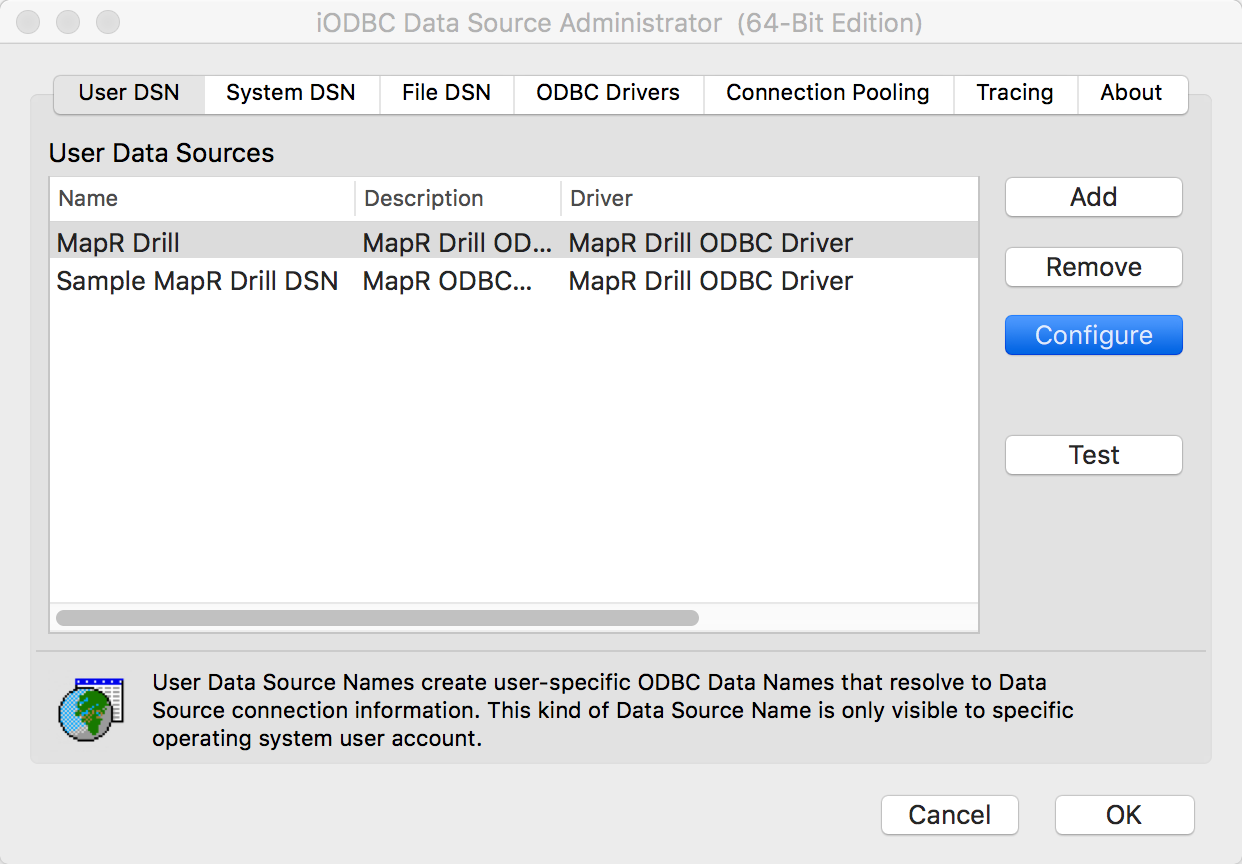 iODBC Data Source Administrator (64-Bit Edition)
User DSN System DSN File DSN ODBC Drivers Connection Pooling Tracing About
User Data Sources
Name Description Driver
MapR Drill MapR Drill OD... MapR Drill ODBC Driver
Sample MapR Drill DSN MapR ODBC... MapR Drill ODBC Driver
Add
Remove
Configure
Test
User Data Source Names create user-specific ODBC Data Names that resolve to Data
Source connection information. This kind of Data Source Name is only visible to specific
operating system user account.
Cancel OK